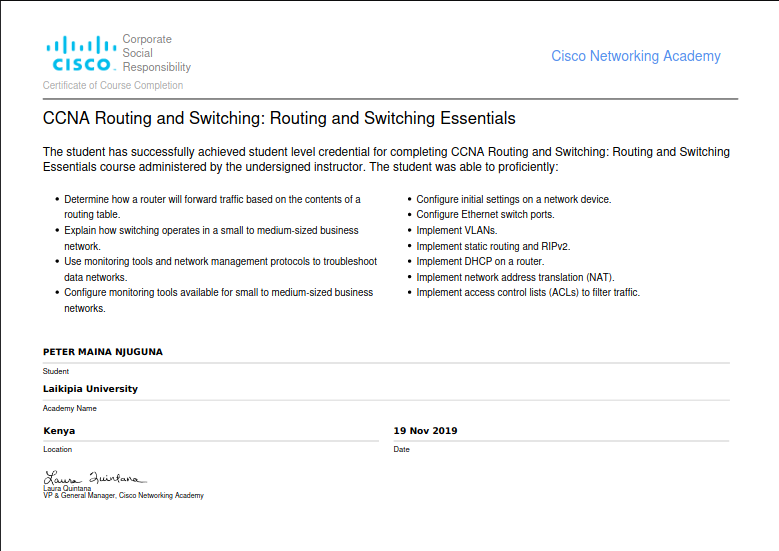 Corporate
Social
Responsibility
CISCO.
Cisco Networking Academy
Certificate of Course Completion
CCNA Routing and Switching: Routing and Switching Essentials
The student has successfully achieved student level credential for completing CCNA Routing and Switching: Routing and Switching
Essentials course administered by the undersigned instructor. The student was able to proficiently:
• Determine how a router will forward traffic based on the contents of a
routing table.
• Explain how switching operates in a small to medium-sized business
network.
• Use monitoring tools and network management protocols to troubleshoot
data networks.
• Configure monitoring tools available for small to medium-sized business
networks.
• Configure initial settings on a network device.
• Configure Ethernet switch ports.
• Implement VLANs.
• Implement static routing and RIPv2.
• Implement DHCP on a router.
• Implement network address translation (NAT).
• Implement access control lists (ACLs) to filter traffic.
PETER MAINA NJUGUNA
Student
Laikipia University
Academy Name
Kenya
Location
19 Nov 2019
Date
Laura Quintana
Laura Quintana
VP & General Manager, Cisco Networking Academy